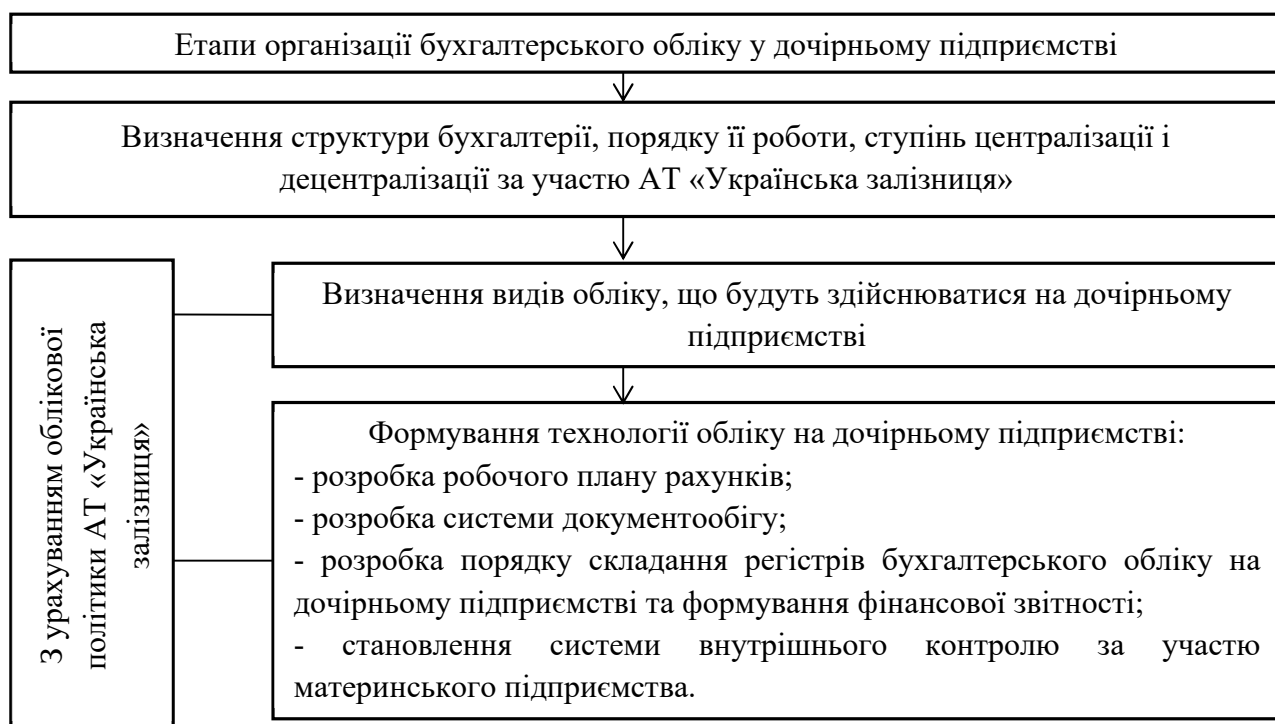 Етапи організації бухгалтерського обліку у дочірньому підприємстві
Визначення структури бухгалтерії, порядку її роботи, ступінь централізації і
децентралізації за участю АТ «Українська залізниця»
З урахуванням облікової
політики АТ «Українська
залізниця»
Визначення видів обліку, що будуть здійснюватися на дочірньому
підприємстві
Формування технології обліку на дочірньому підприємстві:
- розробка робочого плану рахунків;
- розробка системи документообігу;
- розробка порядку складання регістрів бухгалтерського обліку на
дочірньому підприємстві та формування фінансової звітності;
- становлення системи внутрішнього контролю за участю
материнського підприємства.